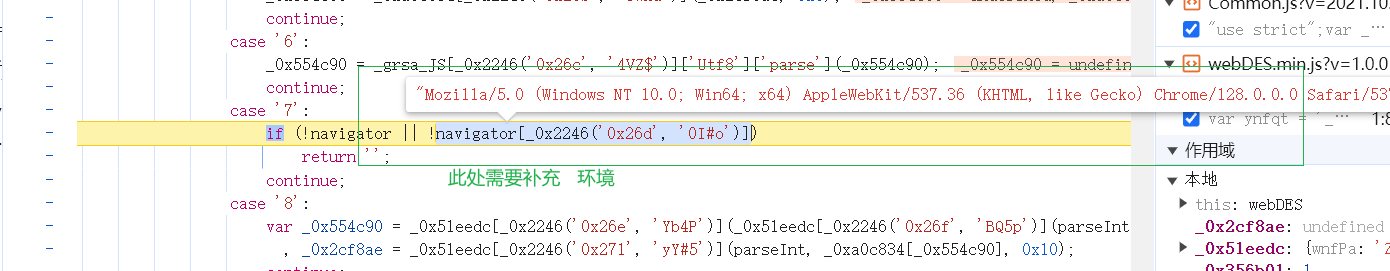 continue;
case '6':
_0x554c90 = _grsa_JS[_0x2246('0x26c', '4VZ$')]['Utf8']['parse'](_0x554c90); _0x554c90 = undefin
continue;
"Mozilla/5.0 (Windows NT 10.0; Win64; x64) AppleWebKit/537.36 (KHTML, like Gecko) Chrome/128.0.0.0 Safari/537
case '7':
if (!navigator || !navigator[_0x2246('0x26d', '0I#o')])
return '';
continue;
此处需要补充 环境
case '8':
var _0x554c90 = _0x51eedc[_0x2246('0x26e', 'Yb4P')](_0x51eedc[_0x2246('0x26f', 'BQ5p')](parseInt
, _0x2cf8ae = _0x51eedc[_0x2246('0x271', 'yY#5')](parseInt, _0xa0c834[_0x554c90], 0x10);
Common.js?v=2021.10
"use strict";var _…
webDES.min.js?v=1.0.0
var ynfqt = '_… 1:8
作用域
本地
this: webDES
_0x2cf8ae: undefined
_0x51eedc: {wnfPa: 'Z